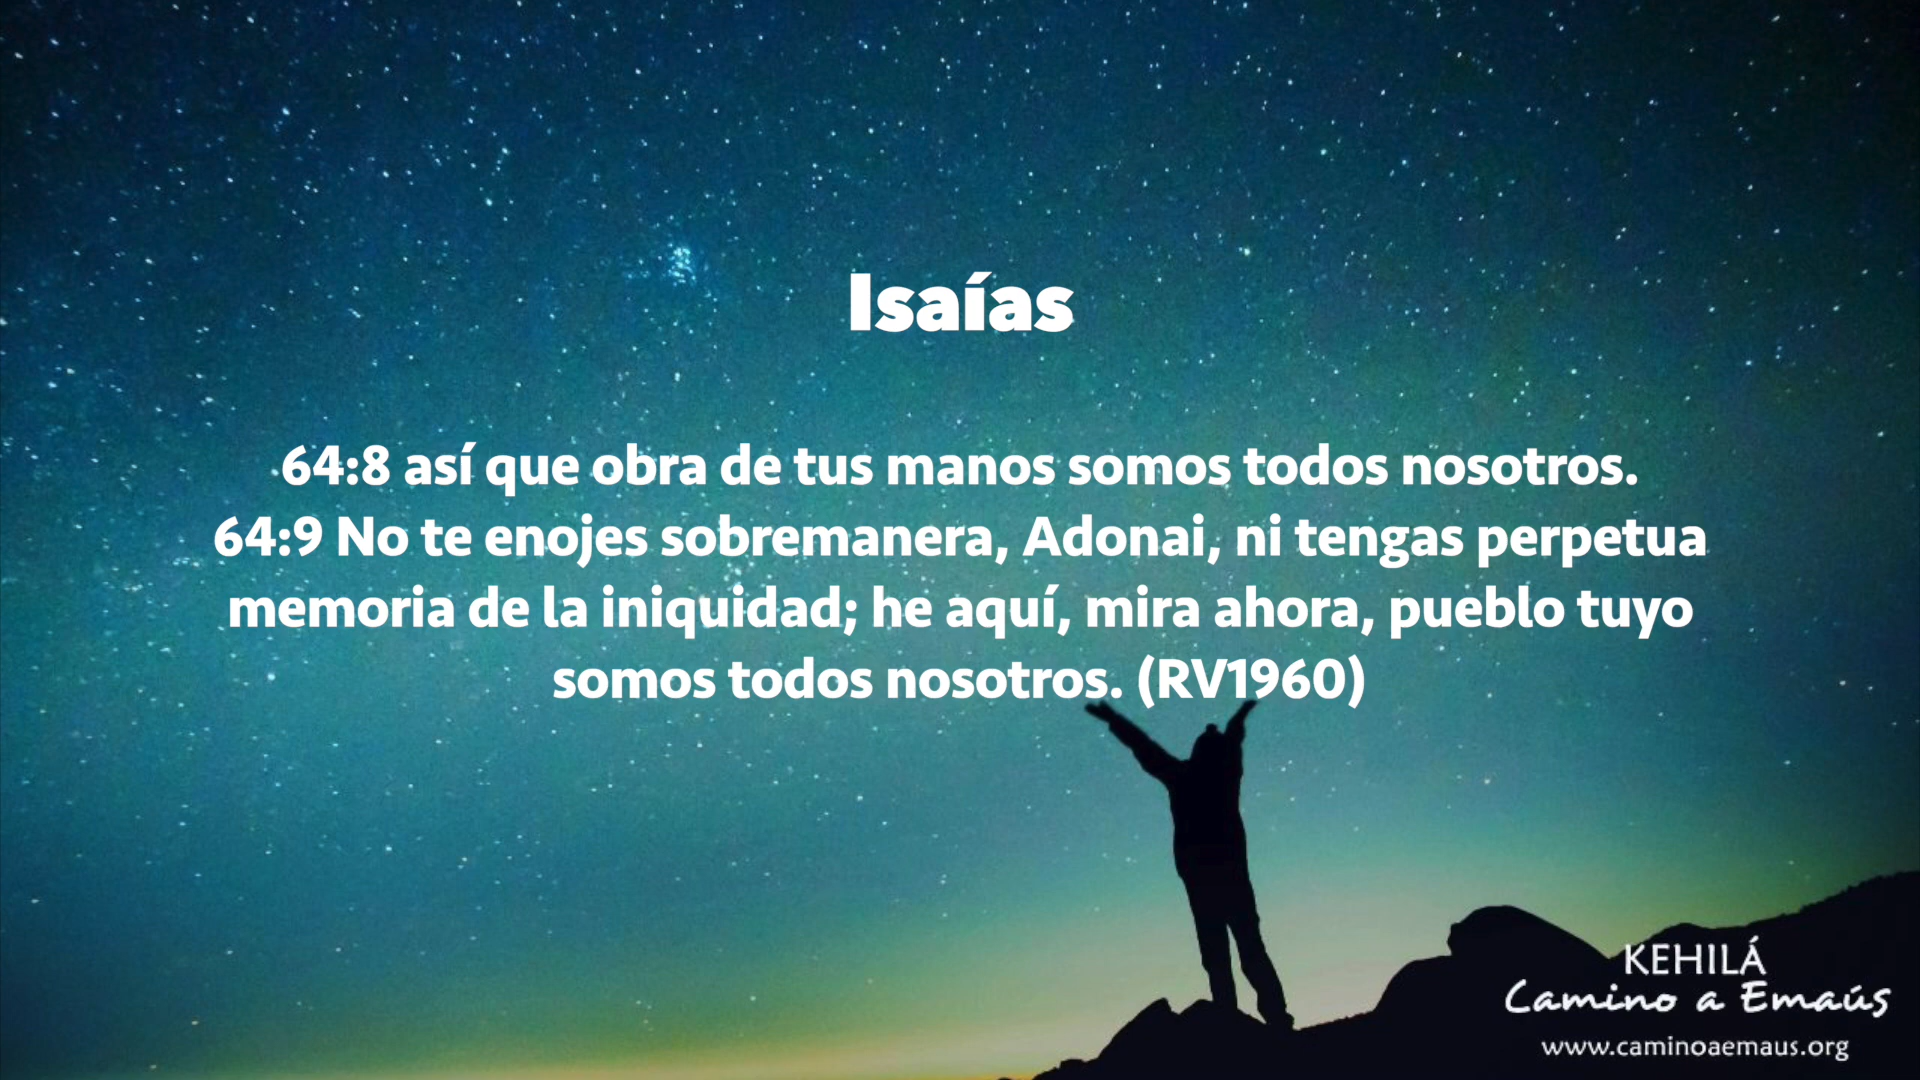 Isaías
64:8 así que obra de tus manos somos todos nosotros.
64:9 No te enojes sobremanera, Adonai, ni tengas perpetua
memoria de la iniquidad; he aquí, mira ahora, pueblo tuyo
somos todos nosotros. (RV1960)
KEHILÁ
Camino a Emaús
www.caminoaemaus.org